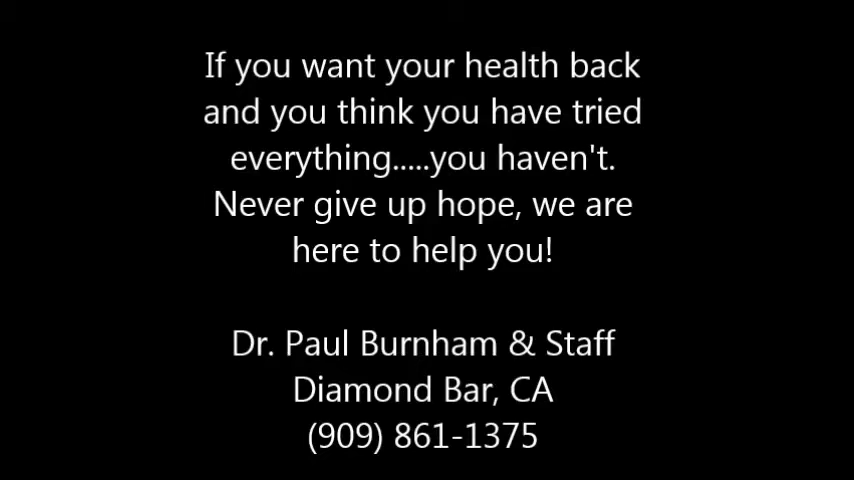 If you want your health back
and you think you have tried
everything.....you haven't.
Never give up hope, we are
here to help you!
Dr. Paul Burnham & Staff
Diamond Bar, CA
(909) 861-1375